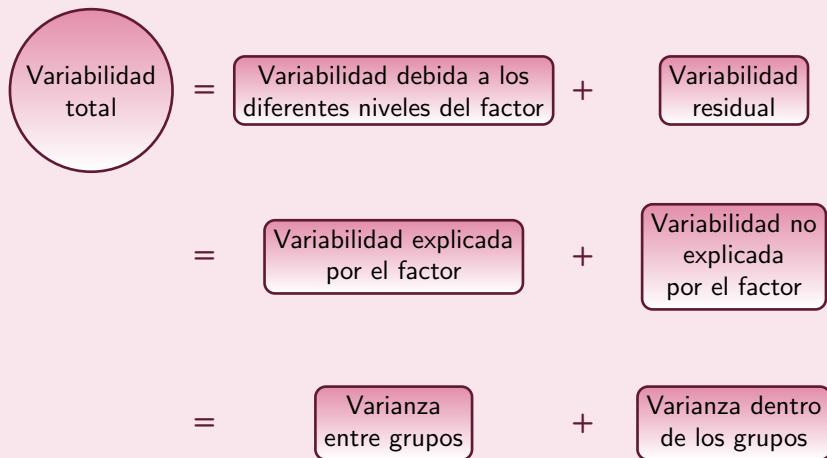 Variabilidad
total
=
Variabilidad debida a los
diferentes niveles del factor
+
Variabilidad
residual
=
Variabilidad explicada
por el factor
+
Variabilidad no
explicada
por el factor
=
Varianza
entre grupos
+
Varianza dentro
de los grupos